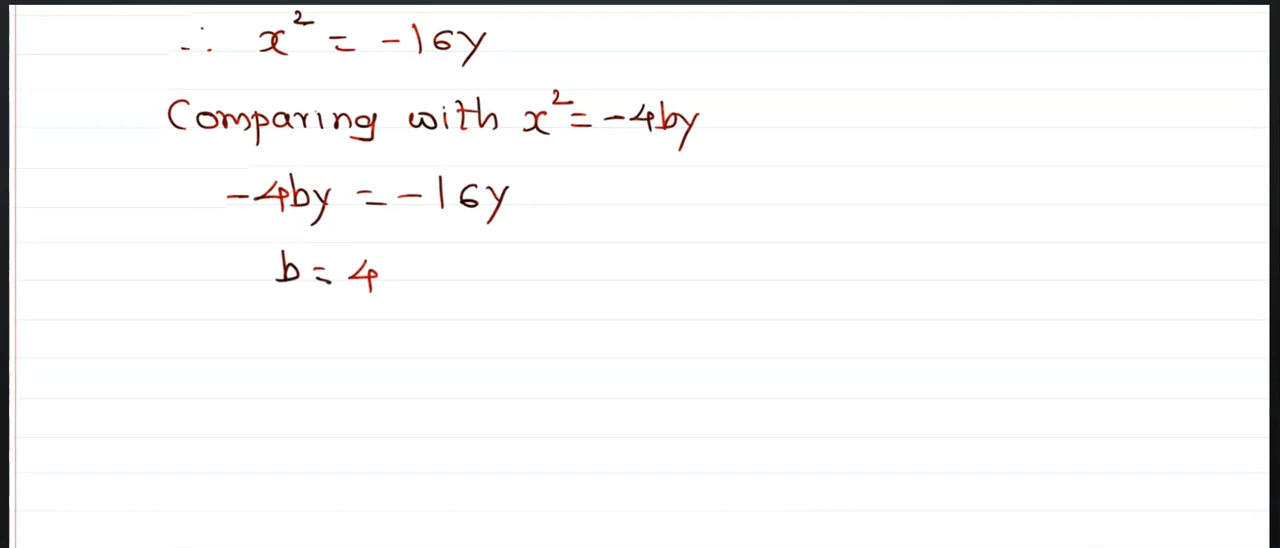 ∴ x² = -16y
Comparing with x² = -4by
-4by = -16y
b = 4